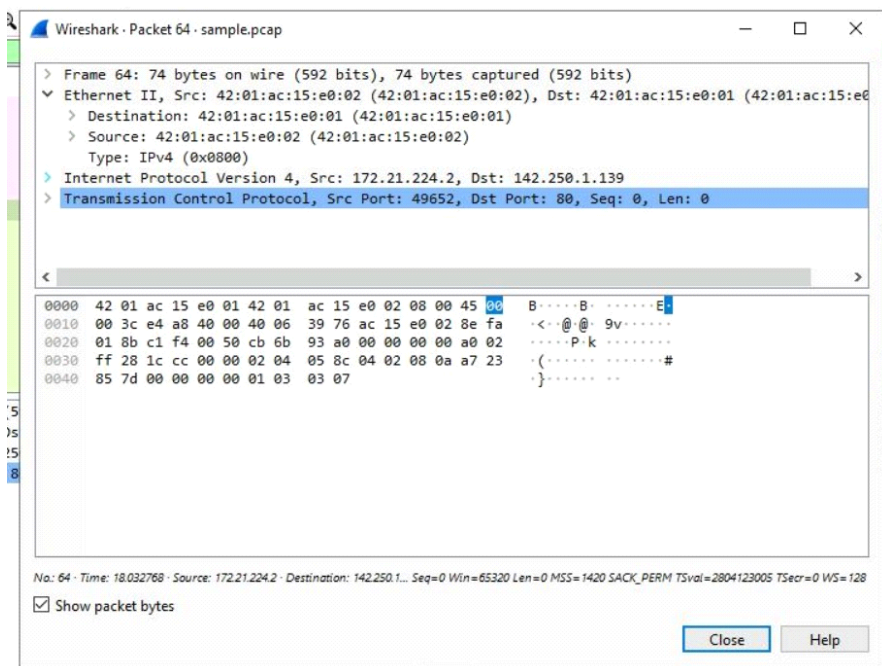 Wireshark · Packet 64 · sample.pcap
Frame 64: 74 bytes on wire (592 bits), 74 bytes captured (592 bits)
Ethernet II, Src: 42:01:ac:15:e0:02 (42:01:ac:15:e0:02), Dst: 42:01:ac:15:e0:01 (42:01:ac:15:e0
Destination: 42:01:ac:15:e0:01 (42:01:ac:15:e0:01)
Source: 42:01:ac:15:e0:02 (42:01:ac:15:e0:02)
Type: IPv4 (0x0800)
Internet Protocol Version 4, Src: 172.21.224.2, Dst: 142.250.1.139
Transmission Control Protocol, Src Port: 49652, Dst Port: 80, Seq: 0, Len: 0
0000 42 01 ac 15 e0 01 42 01 ac 15 e0 02 08 00 45 00 B·····B· ······E·
0010 00 3c e4 a8 40 00 40 06 39 76 ac 15 e0 02 8e fa ·<··@·@· 9v······
0020 01 8b c1 f4 00 50 cb 6b 93 a0 00 00 00 00 a0 02 ·····P·k ········
0030 ff 28 1c cc 00 00 02 04 05 8c 04 02 08 0a a7 23 ·(······ ·······#
0040 85 7d 00 00 00 00 01 03 03 07 ·}······ ··
No.: 64 · Time: 18.032768 · Source: 172.21.224.2 · Destination: 142.250.1... Seq=0 Win=65320 Len=0 MSS=1420 SACK_PERM TSval=2804123005 TSecr=0 WS=128
Show packet bytes
Close Help